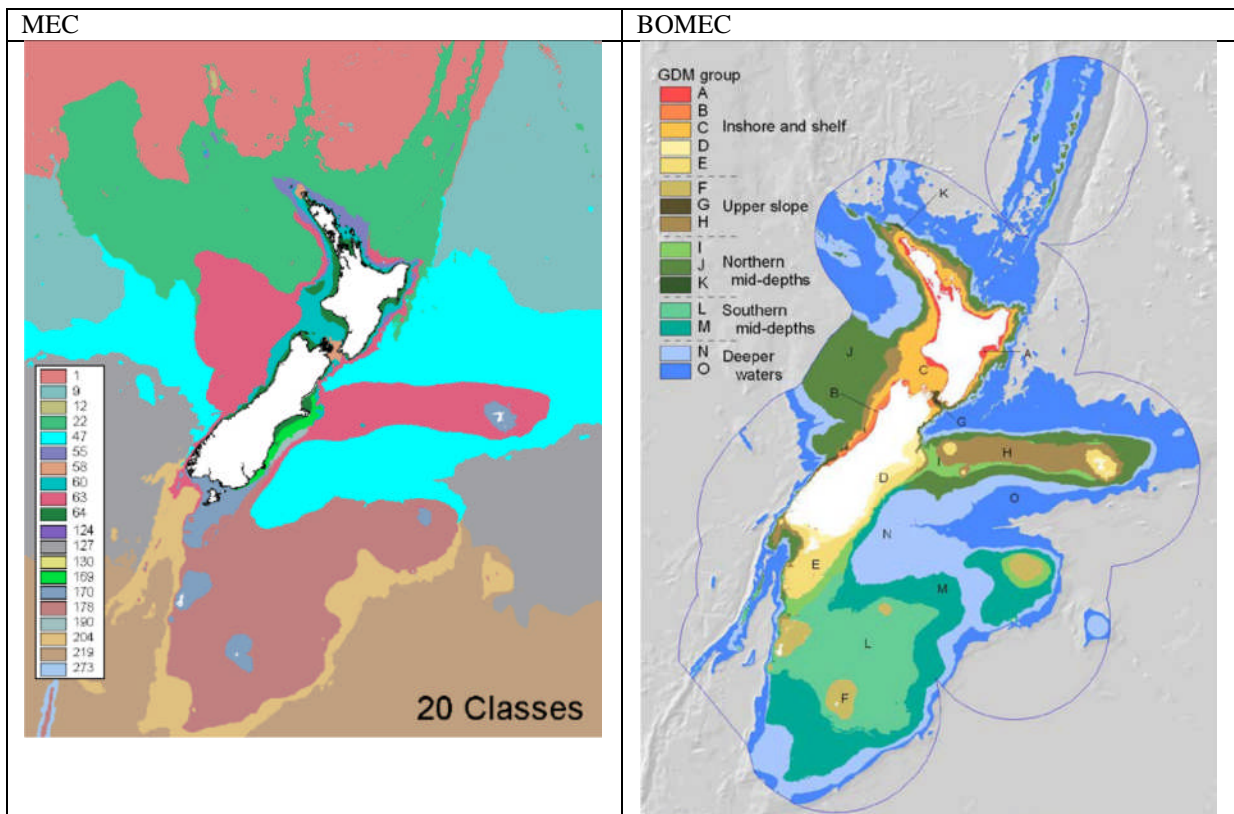 MEC
BOMEC
1
9
12
22
47
55
58
60
63
64
124
127
130
169
170
178
190
204
219
273
20 Classes
GDM group
A
B
C Inshore and shelf
D
E
F
G Upper slope
H
I Northern
J mid-depths
K
L Southern
M mid-depths
N Deeper
O waters
K
J
A
C
B
G
H
I
D
O
N
E
M
L
F